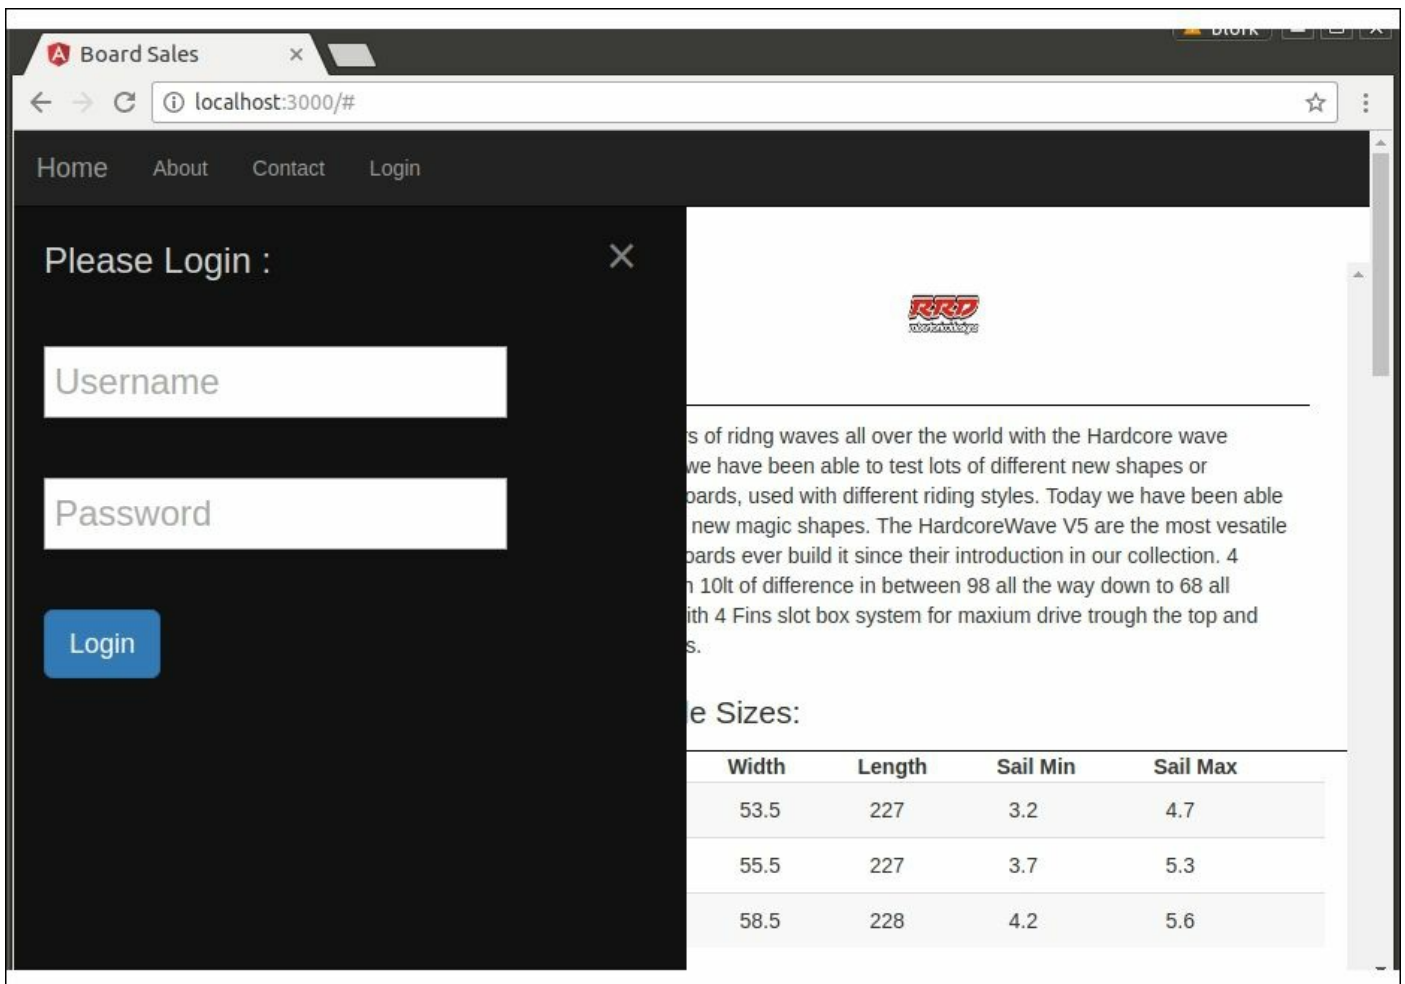 Board Sales
localhost:3000/#
Home About Contact Login
Please Login :
RRD
Username
Password
Login
s of ridng waves all over the world with the Hardcore wave
we have been able to test lots of different new shapes or
oards, used with different riding styles. Today we have been able
new magic shapes. The HardcoreWave V5 are the most vesatile
oards ever build it since their introduction in our collection. 4
10lt of difference in between 98 all the way down to 68 all
ith 4 Fins slot box system for maxium drive trough the top and
s.
e Sizes:
Width Length Sail Min Sail Max
53.5 227 3.2 4.7
55.5 227 3.7 5.3
58.5 228 4.2 5.6